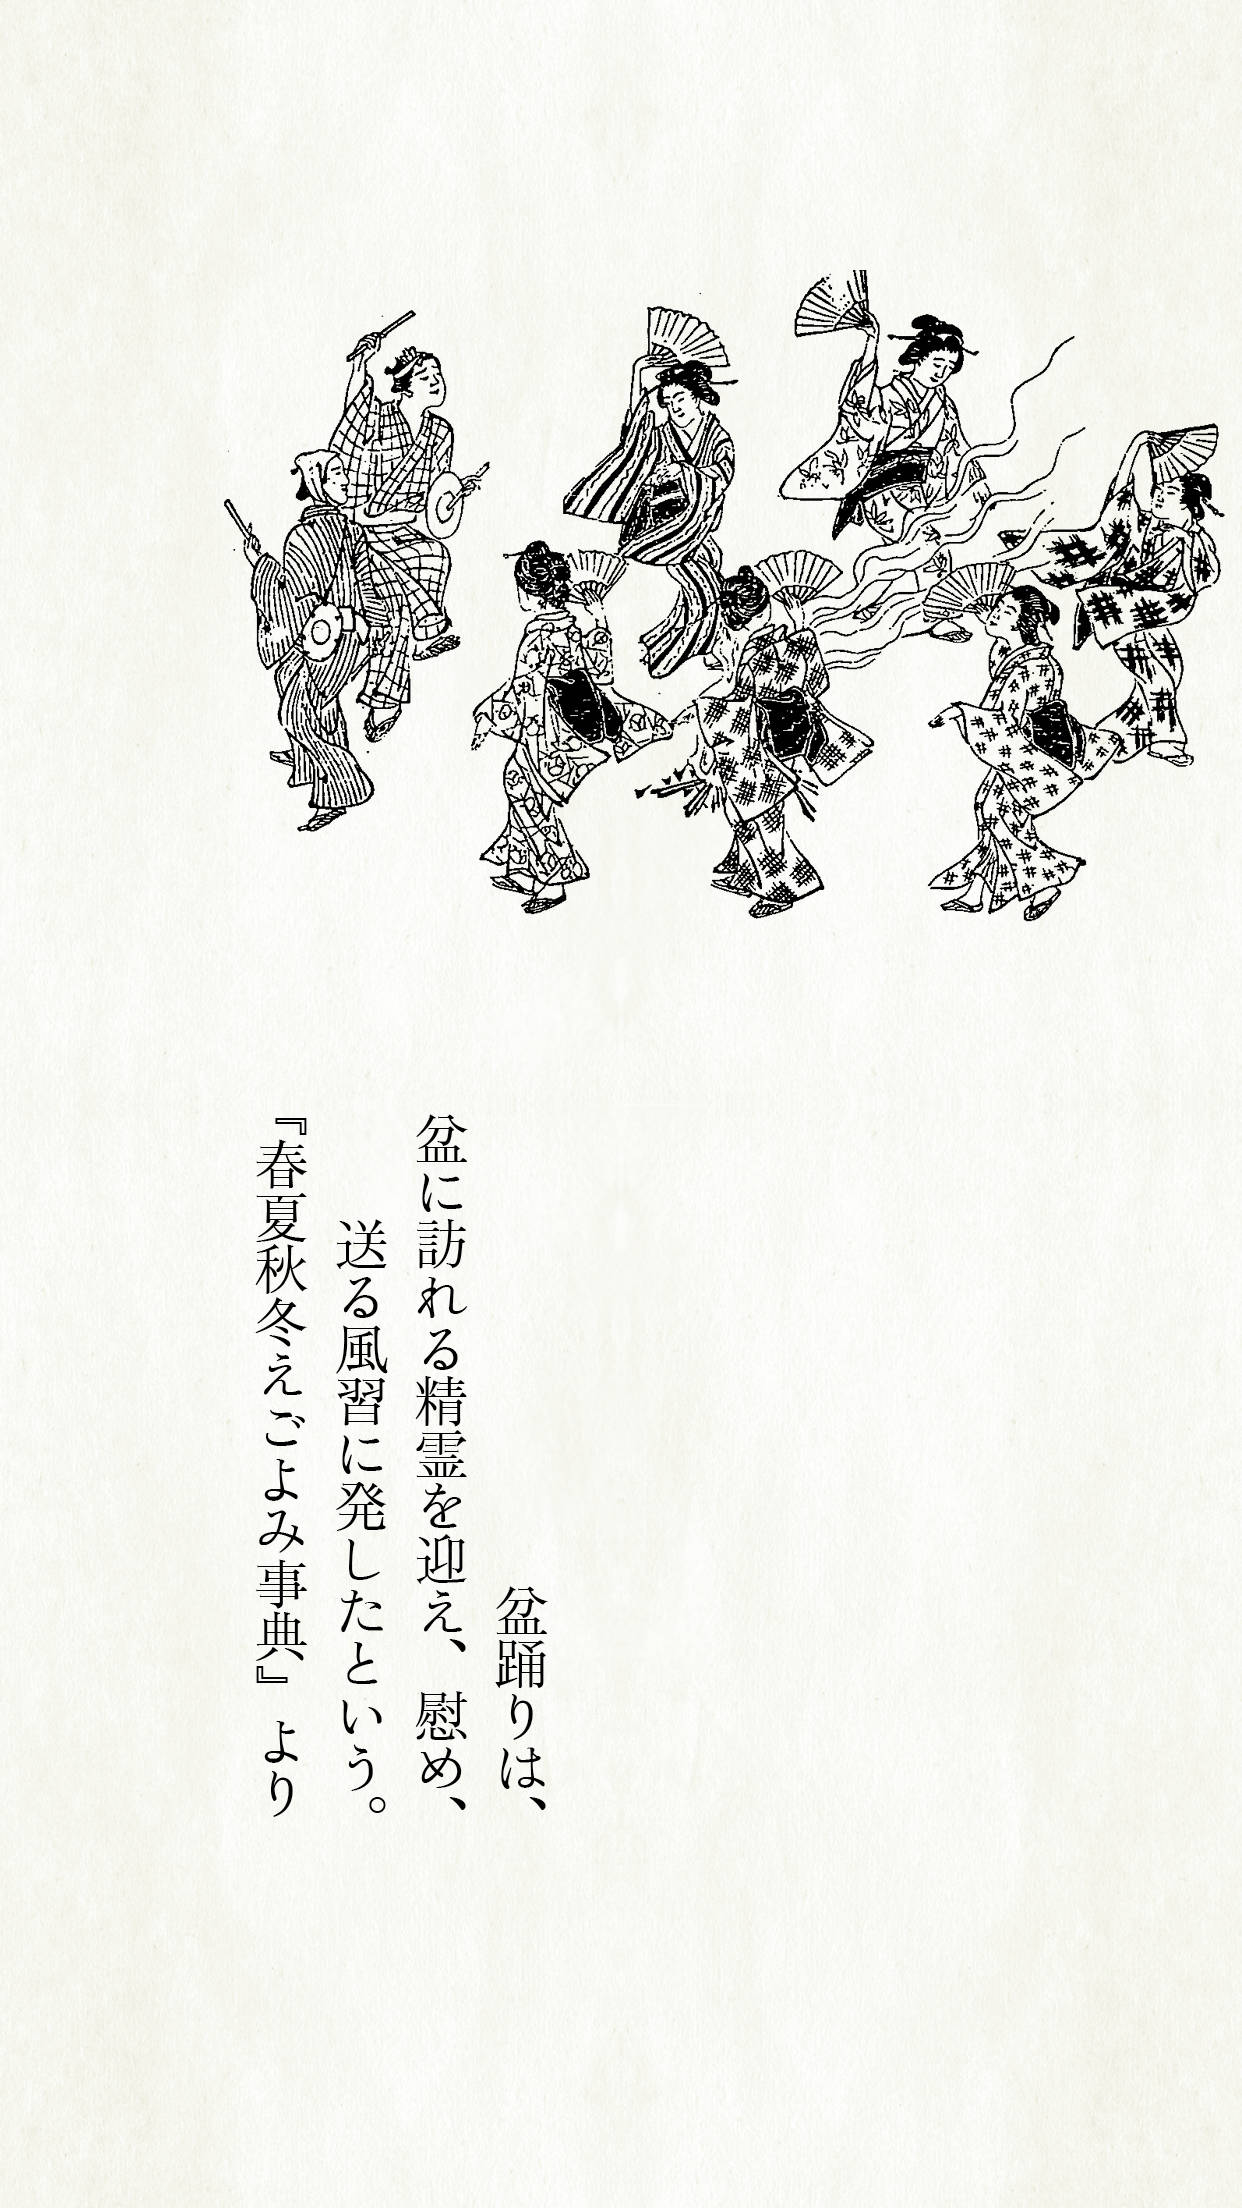 盆踊りは、
盆に訪れる精霊を迎え、慰め、
送る風習に発したという。
『春夏秋冬えごよみ事典』より